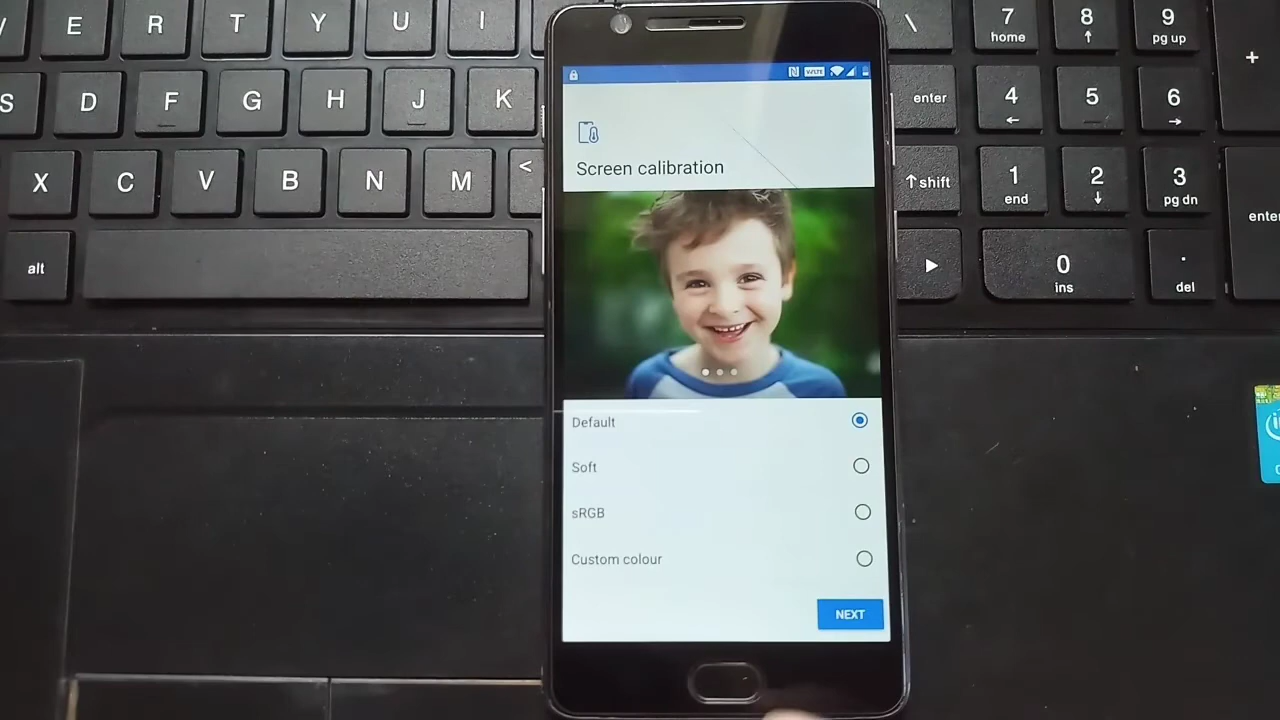 E R T Y U I \ 7 home 8 ↑ 9 pg up +
S D F G H J K enter 4 ← 5 6 →
X C V B N M < ↑shift 1 end 2 ↓ 3 pg dn enter
alt 0 ins . del
N VoLTE
Screen calibration
Default
Soft
sRGB
Custom colour
NEXT